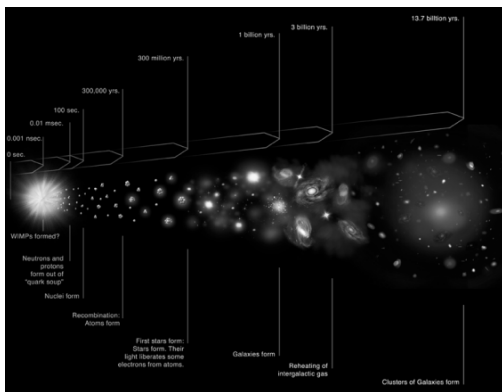 13.7 billion yrs.
3 billion yrs.
1 billion yrs.
300 million yrs.
300,000 yrs.
100 sec.
0.01 msec.
0.001 nsec.
0 sec.
WIMPs formed?
Neutrons and
protons
form out of
"quark soup"
Nuclei form
Recombination:
Atoms form
First stars form:
Stars form. Their
light liberates some
electrons from atoms.
Galaxies form
Reheating of
intergalactic gas
Clusters of Galaxies form